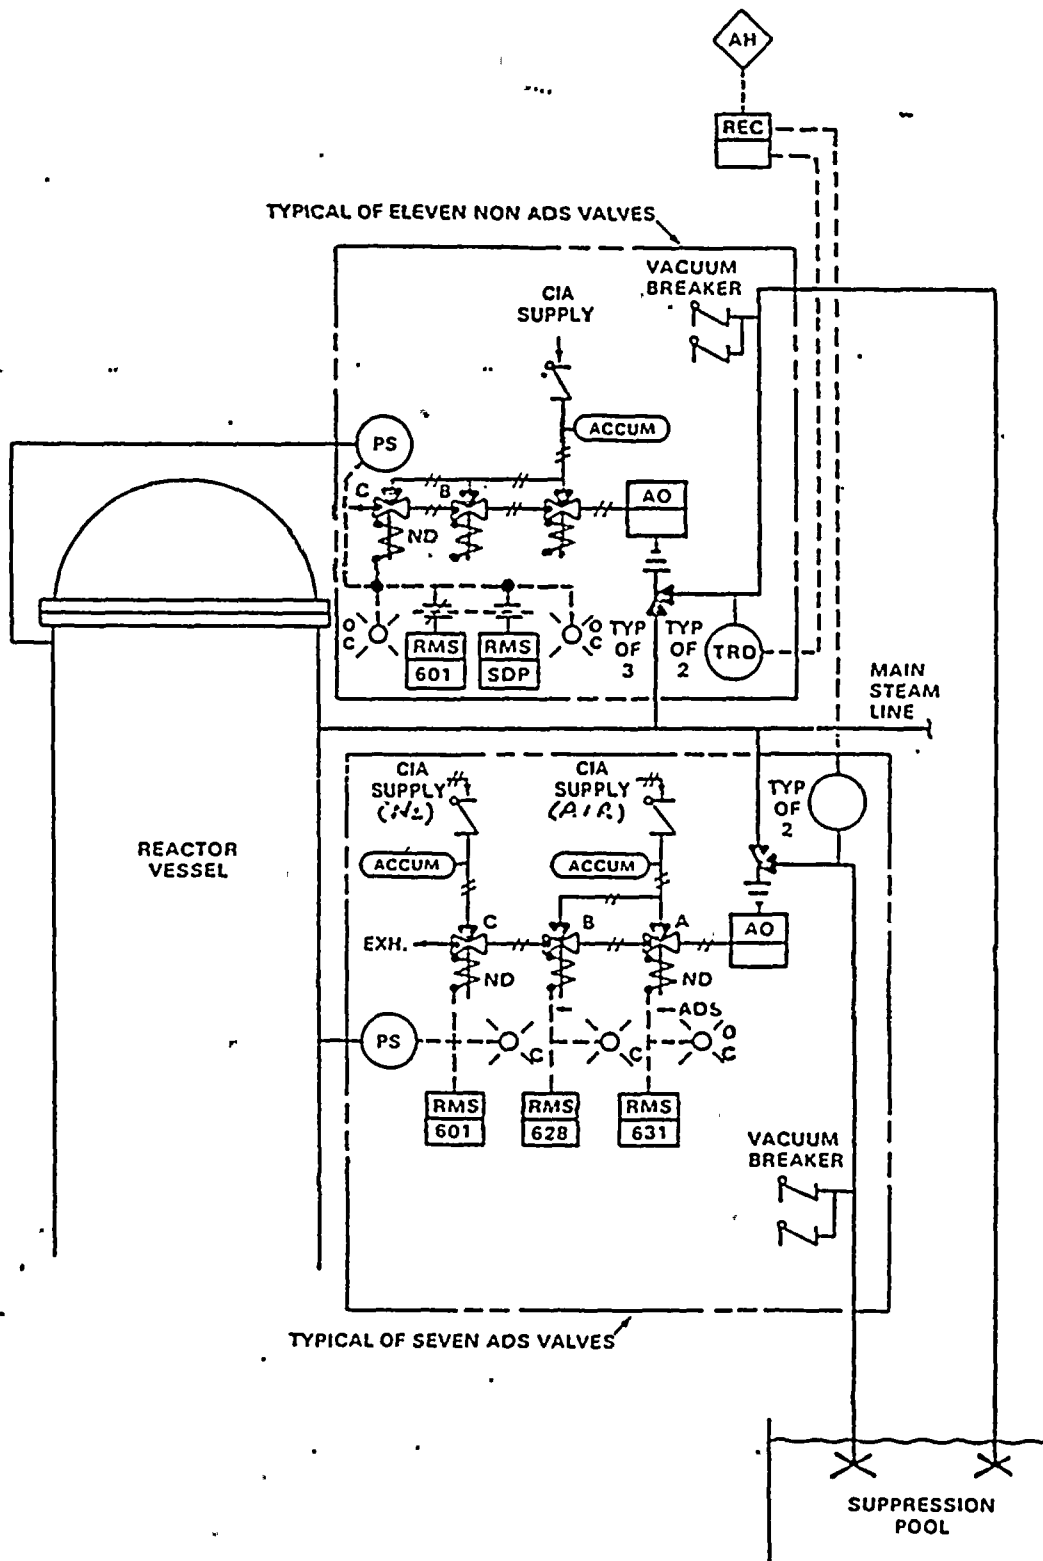 AH
REC
TYPICAL OF ELEVEN NON ADS VALVES
VACUUM
BREAKER
CIA
SUPPLY
ACCUM
PS
C
B
AO
ND
O
C
RMS
601
RMS
SDP
O
C
TYP
OF
3
TYP
OF
2
TRD
MAIN
STEAM
LINE
CIA
SUPPLY
(N2)
CIA
SUPPLY
(AIR)
TYP
OF
2
REACTOR
VESSEL
ACCUM
ACCUM
C
B
A
AO
EXH.
ND
ND
ADS
PS
C
C
O
C
RMS
601
RMS
628
RMS
631
VACUUM
BREAKER
TYPICAL OF SEVEN ADS VALVES
SUPPRESSION
POOL